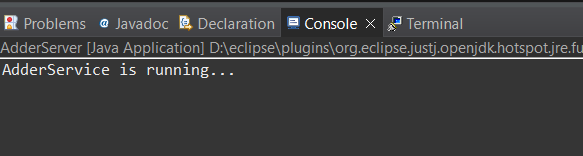 Problems Javadoc Declaration Console Terminal
AdderServer [Java Application] D:\eclipse\plugins\org.eclipse.justj.openjdk.hotspot.jre.fu
AdderService is running...